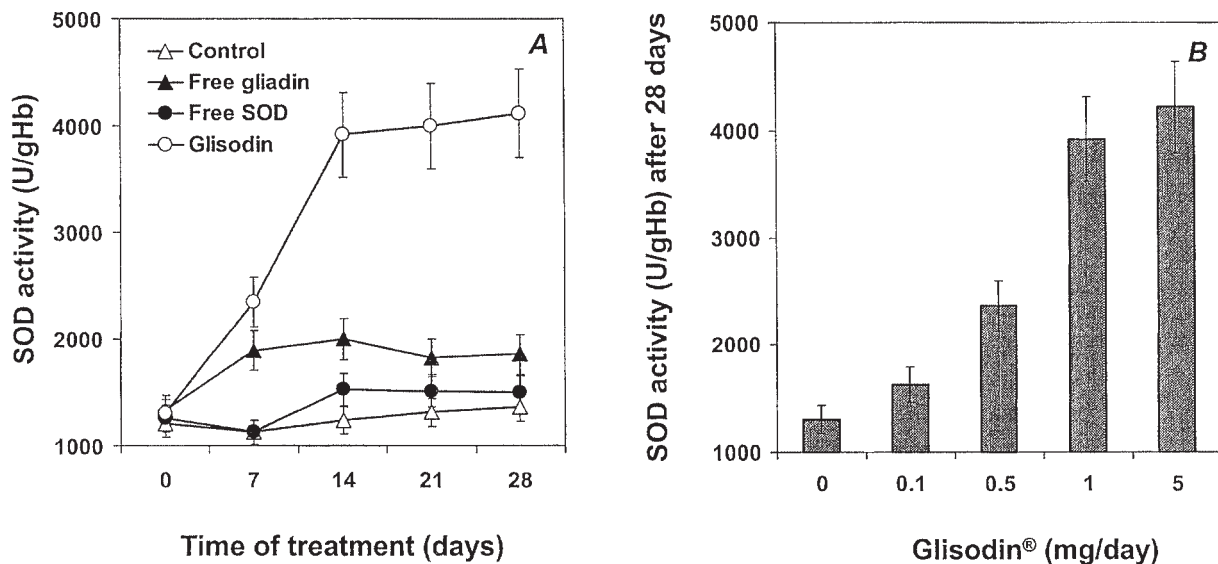 A
Control
Free gliadin
Free SOD
Glisodin
SOD activity (U/gHb)
5000
4000
3000
2000
1000
0 7 14 21 28
Time of treatment (days)
B
SOD activity (U/gHb) after 28 days
5000
4000
3000
2000
1000
0 0.1 0.5 1 5
Glisodin® (mg/day)